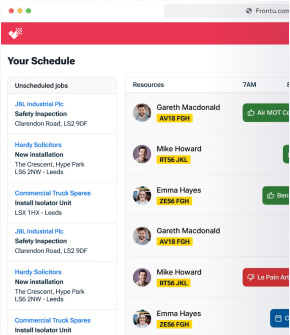 Frontu.com
Your Schedule
Unscheduled jobs
Resources
7AM
JBL Industrial Plc
Safety Inspection
Clarendon Road, LS2 9DF
Hardy Solicitors
New installation
The Crescent, Hyde Park
LS6 2NW - Leeds
Commercial Truck Spares
Install Isolator Unit
LSX 1HX - Leeds
JBL Industrial Plc
Safety Inspection
Clarendon Road, LS2 9DF
Hardy Solicitors
New installation
The Crescent, Hype Park
LS6 2NW - Leeds
Commercial Truck Spares
Install Isolator Unit
Gareth Macdonald
AV18 FGH
Air MOT Ce
Mike Howard
RT56 JKL
Emma Hayes
ZE56 FGH
Ben
Gareth Macdonald
AV18 FGH
Mike Howard
RT56 JKL
Le Pain Art
Emma Hayes
ZE56 FGH